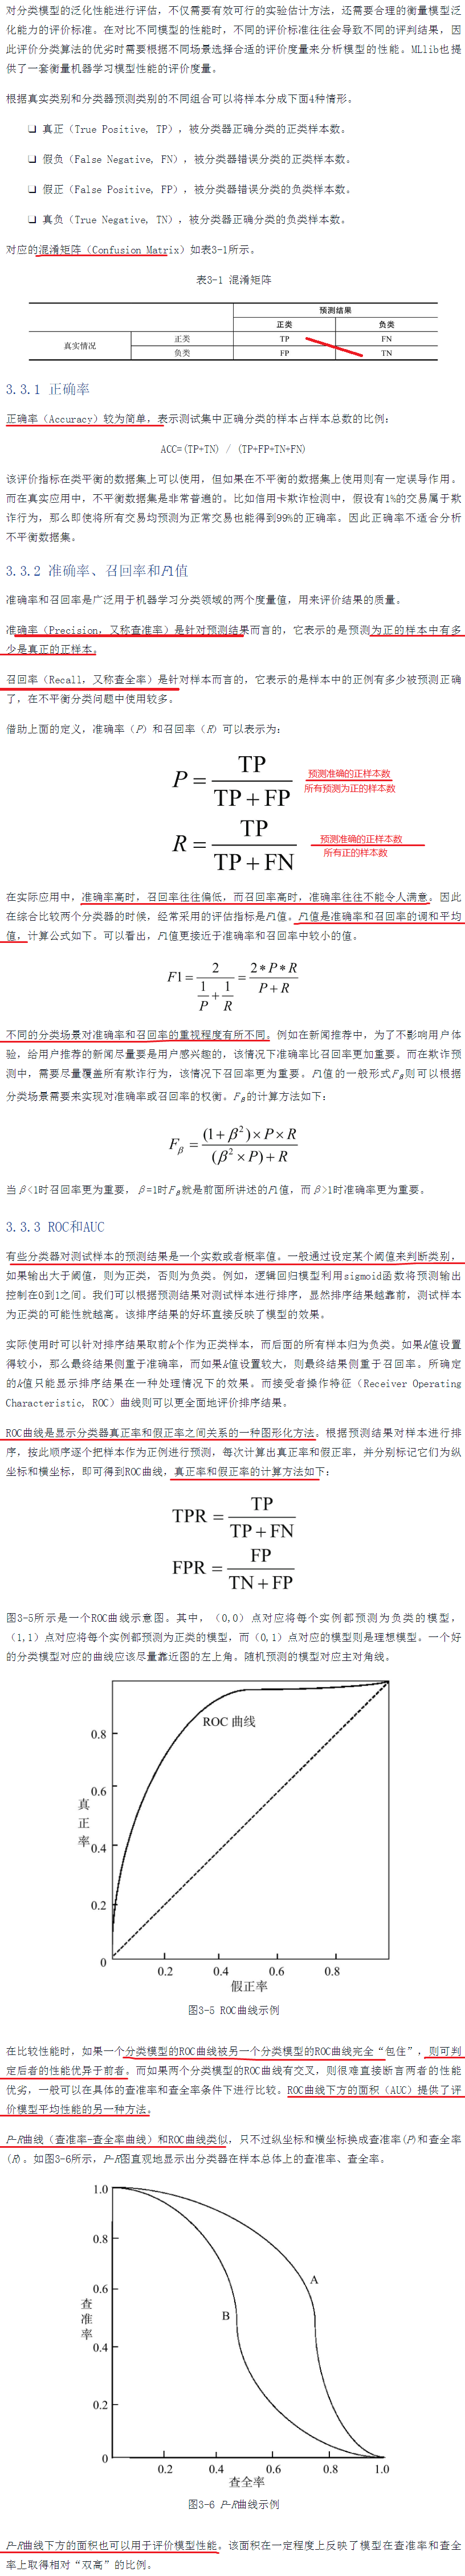 对分类模型的泛化性能进行评估，不仅需要有效可行的实验估计方法，还需要合理的衡量模型泛
化能力的评价标准。在对比不同模型的性能时，不同的评价标准往往会导致不同的评判结果，因
此评价分类算法的优劣时需要根据不同场景选择合适的评价度量来分析模型的性能。MLlib也提
供了一套衡量机器学习模型性能的评价度量。
根据真实类别和分类器预测类别的不同组合可以将样本分成下面4种情形。
❑ 真正（True Positive, TP），被分类器正确分类的正类样本数。
❑ 假负（False Negative, FN），被分类器错误分类的正类样本数。
❑ 假正（False Positive, FP），被分类器错误分类的负类样本数。
❑ 真负（True Negative, TN），被分类器正确分类的负类样本数。
对应的混淆矩阵（Confusion Matrix）如表3-1所示。
表3-1 混淆矩阵
预测结果
正类 负类
真实情况 正类 TP FN
负类 FP TN
3.3.1 正确率
正确率（Accuracy）较为简单，表示测试集中正确分类的样本占样本总数的比例：
ACC=(TP+TN) / (TP+FP+TN+FN)
该评价指标在类平衡的数据集上可以使用，但如果在不平衡的数据集上使用则有一定误导作用。
而在真实应用中，不平衡数据集是非常普遍的。比如信用卡欺诈检测中，假设有1%的交易属于欺
诈行为，那么即使将所有交易均预测为正常交易也能得到99%的正确率。因此正确率不适合分析
不平衡数据集。
3.3.2 准确率、召回率和F1值
准确率和召回率是广泛用于机器学习分类领域的两个度量值，用来评价结果的质量。
准确率（Precision，又称查准率）是针对预测结果而言的，它表示的是预测为正的样本中有多
少是真正的正样本。
召回率（Recall，又称查全率）是针对样本而言的，它表示的是样本中的正例有多少被预测正确
了，在不平衡分类问题中使用较多。
借助上面的定义，准确率（P）和召回率（R）可以表示为：
P = TP / (TP + FP) 预测准确的正样本数
所有预测为正的样本数
R = TP / (TP + FN) 预测准确的正样本数
所有正的样本数
在实际应用中，准确率高时，召回率往往偏低，而召回率高时，准确率往往不能令人满意。因此
在综合比较两个分类器的时候，经常采用的评估指标是F1值。F1值是准确率和召回率的调和平均
值，计算公式如下。可以看出，F1值更接近于准确率和召回率中较小的值。
F1 = 2 / (1/P + 1/R) = 2*P*R / (P + R)
不同的分类场景对准确率和召回率的重视程度有所不同。例如在新闻推荐中，为了不影响用户体
验，给用户推荐的新闻尽量要是用户感兴趣的，该情况下准确率比召回率更加重要。而在欺诈预
测中，需要尽量覆盖所有欺诈行为，该情况下召回率更为重要。F1值的一般形式Fβ则可以根据
分类场景需要来实现对准确率或召回率的权衡。Fβ的计算方法如下：
Fβ = (1+β²)×P×R / (β²×P)+R
当β<1时召回率更为重要，β=1时Fβ就是前面所讲述的F1值，而β>1时准确率更为重要。
3.3.3 ROC和AUC
有些分类器对测试样本的预测结果是一个实数或者概率值。一般通过设定某个阈值来判断类别，
如果输出大于阈值，则为正类，否则为负类。例如，逻辑回归模型利用sigmoid函数将预测输出
控制在0到1之间。我们可以根据预测结果对测试样本进行排序，显然排序结果越靠前，测试样本
为正类的可能性就越高。该排序结果的好坏直接反映了模型的效果。
实际使用时可以针对排序结果取前k个作为正类样本，而后面的所有样本归为负类。如果k值设置
得较小，那么最终结果侧重于准确率，而如果k值设置较大，则最终结果侧重于召回率。所确定
的k值只能显示排序结果在一种处理情况下的效果。而接受者操作特征（Receiver Operating
Characteristic, ROC）曲线则可以更全面地评价排序结果。
ROC曲线是显示分类器真正率和假正率之间关系的一种图形化方法。根据预测结果对样本进行排
序，按此顺序逐个把样本作为正例进行预测，每次计算出真正率和假正率，并分别标记它们为纵
坐标和横坐标，即可得到ROC曲线，真正率和假正率的计算方法如下：
TPR = TP / (TP + FN)
FPR = FP / (TN + FP)
图3-5所示是一个ROC曲线示意图。其中，（0,0）点对应将每个实例都预测为负类的模型，
（1,1）点对应将每个实例都预测为正类的模型，而（0,1）点对应的模型则是理想模型。一个好
的分类模型对应的曲线应该尽量靠近图的左上角。随机预测的模型对应主对角线。
ROC 曲线
0.8
0.6
真正率
0.4
0.2
0
0.2 0.4 0.6 0.8
假正率
图3-5 ROC曲线示例
在比较性能时，如果一个分类模型的ROC曲线被另一个分类模型的ROC曲线完全“包住”，则可判
定后者的性能优异于前者。而如果两个分类模型的ROC曲线有交叉，则很难直接断言两者的性能
优劣，一般可以在具体的查准率和查全率条件下进行比较。ROC曲线下方的面积（AUC）提供了评
价模型平均性能的另一种方法。
P-R曲线（查准率-查全率曲线）和ROC曲线类似，只不过纵坐标和横坐标换成查准率(P)和查全率
(R)。如图3-6所示，P-R图直观地显示出分类器在样本总体上的查准率、查全率。
1.0
0.8
A
0.6
查准率
B
0.4
0.2
0
0.2 0.4 0.6 0.8 1.0
查全率
图3-6 P-R曲线示例
P-R曲线下方的面积也可以用于评价模型性能。该面积在一定程度上反映了模型在查准率和查全
率上取得相对“双高”的比例。